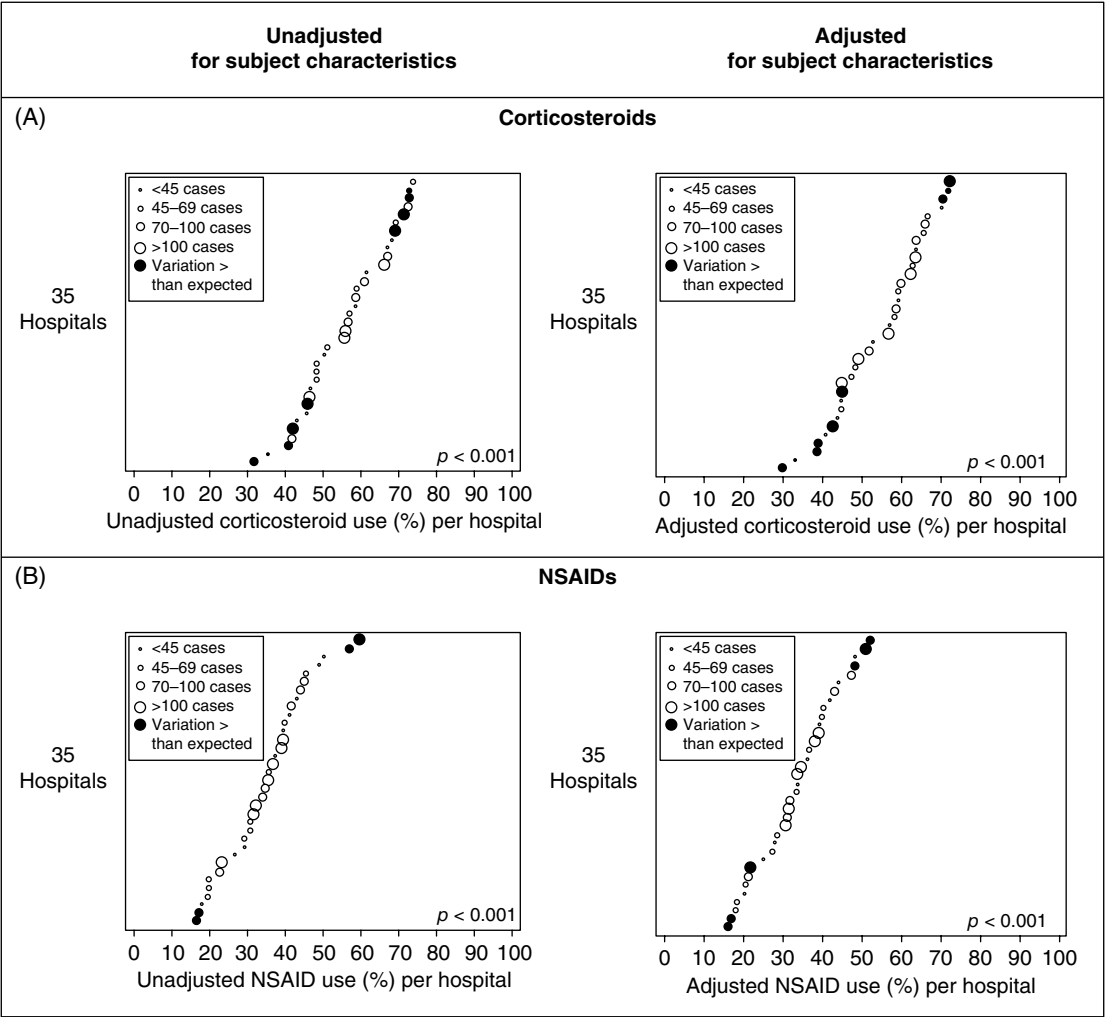 Unadjusted
for subject characteristics
Adjusted
for subject characteristics
(A)
Corticosteroids
<45 cases
45–69 cases
70–100 cases
>100 cases
Variation >
than expected
35
Hospitals
p < 0.001
0 10 20 30 40 50 60 70 80 90 100
Unadjusted corticosteroid use (%) per hospital
<45 cases
45–69 cases
70–100 cases
>100 cases
Variation >
than expected
35
Hospitals
p < 0.001
0 10 20 30 40 50 60 70 80 90 100
Adjusted corticosteroid use (%) per hospital
(B)
NSAIDs
<45 cases
45–69 cases
70–100 cases
>100 cases
Variation >
than expected
35
Hospitals
p < 0.001
0 10 20 30 40 50 60 70 80 90 100
Unadjusted NSAID use (%) per hospital
<45 cases
45–69 cases
70–100 cases
>100 cases
Variation >
than expected
35
Hospitals
p < 0.001
0 10 20 30 40 50 60 70 80 90 100
Adjusted NSAID use (%) per hospital